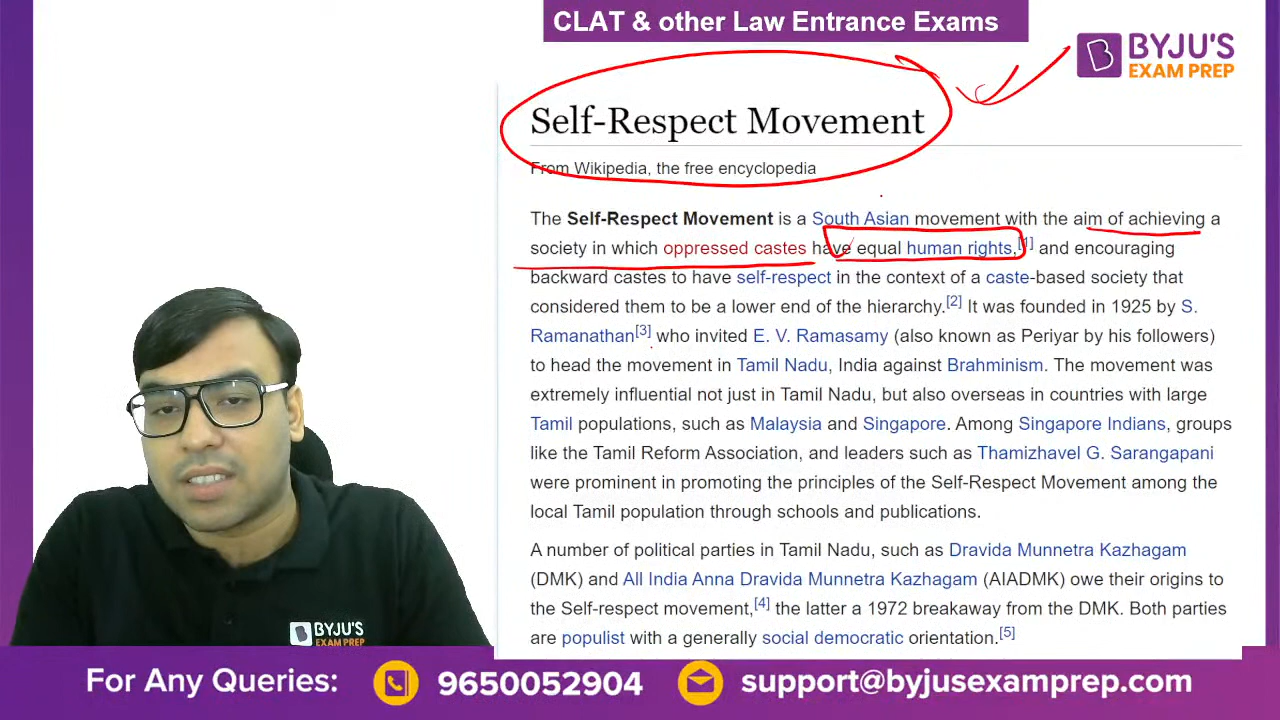 CLAT & other Law Entrance Exams
BYJU'S
EXAM PREP
Self-Respect Movement
From Wikipedia, the free encyclopedia
The Self-Respect Movement is a South Asian movement with the aim of achieving a
society in which oppressed castes have equal human rights,[1] and encouraging
backward castes to have self-respect in the context of a caste-based society that
considered them to be a lower end of the hierarchy.[2] It was founded in 1925 by S.
Ramanathan[3] who invited E. V. Ramasamy (also known as Periyar by his followers)
to head the movement in Tamil Nadu, India against Brahminism. The movement was
extremely influential not just in Tamil Nadu, but also overseas in countries with large
Tamil populations, such as Malaysia and Singapore. Among Singapore Indians, groups
like the Tamil Reform Association, and leaders such as Thamizhavel G. Sarangapani
were prominent in promoting the principles of the Self-Respect Movement among the
local Tamil population through schools and publications.
A number of political parties in Tamil Nadu, such as Dravida Munnetra Kazhagam
(DMK) and All India Anna Dravida Munnetra Kazhagam (AIADMK) owe their origins to
the Self-respect movement,[4] the latter a 1972 breakaway from the DMK. Both parties
are populist with a generally social democratic orientation.[5]
BYJU'S
EXAM PREP
For Any Queries: 9650052904 support@byjusexamprep.com